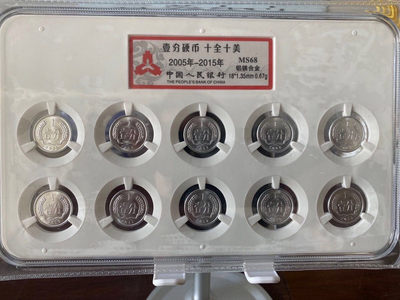 壹分硬币 十全十美
2005年-2015年 MS68
铝镁合金
中國人民银行 18*1.35mm 0.67g
THE PEOPLE'S BANK OF CHINA